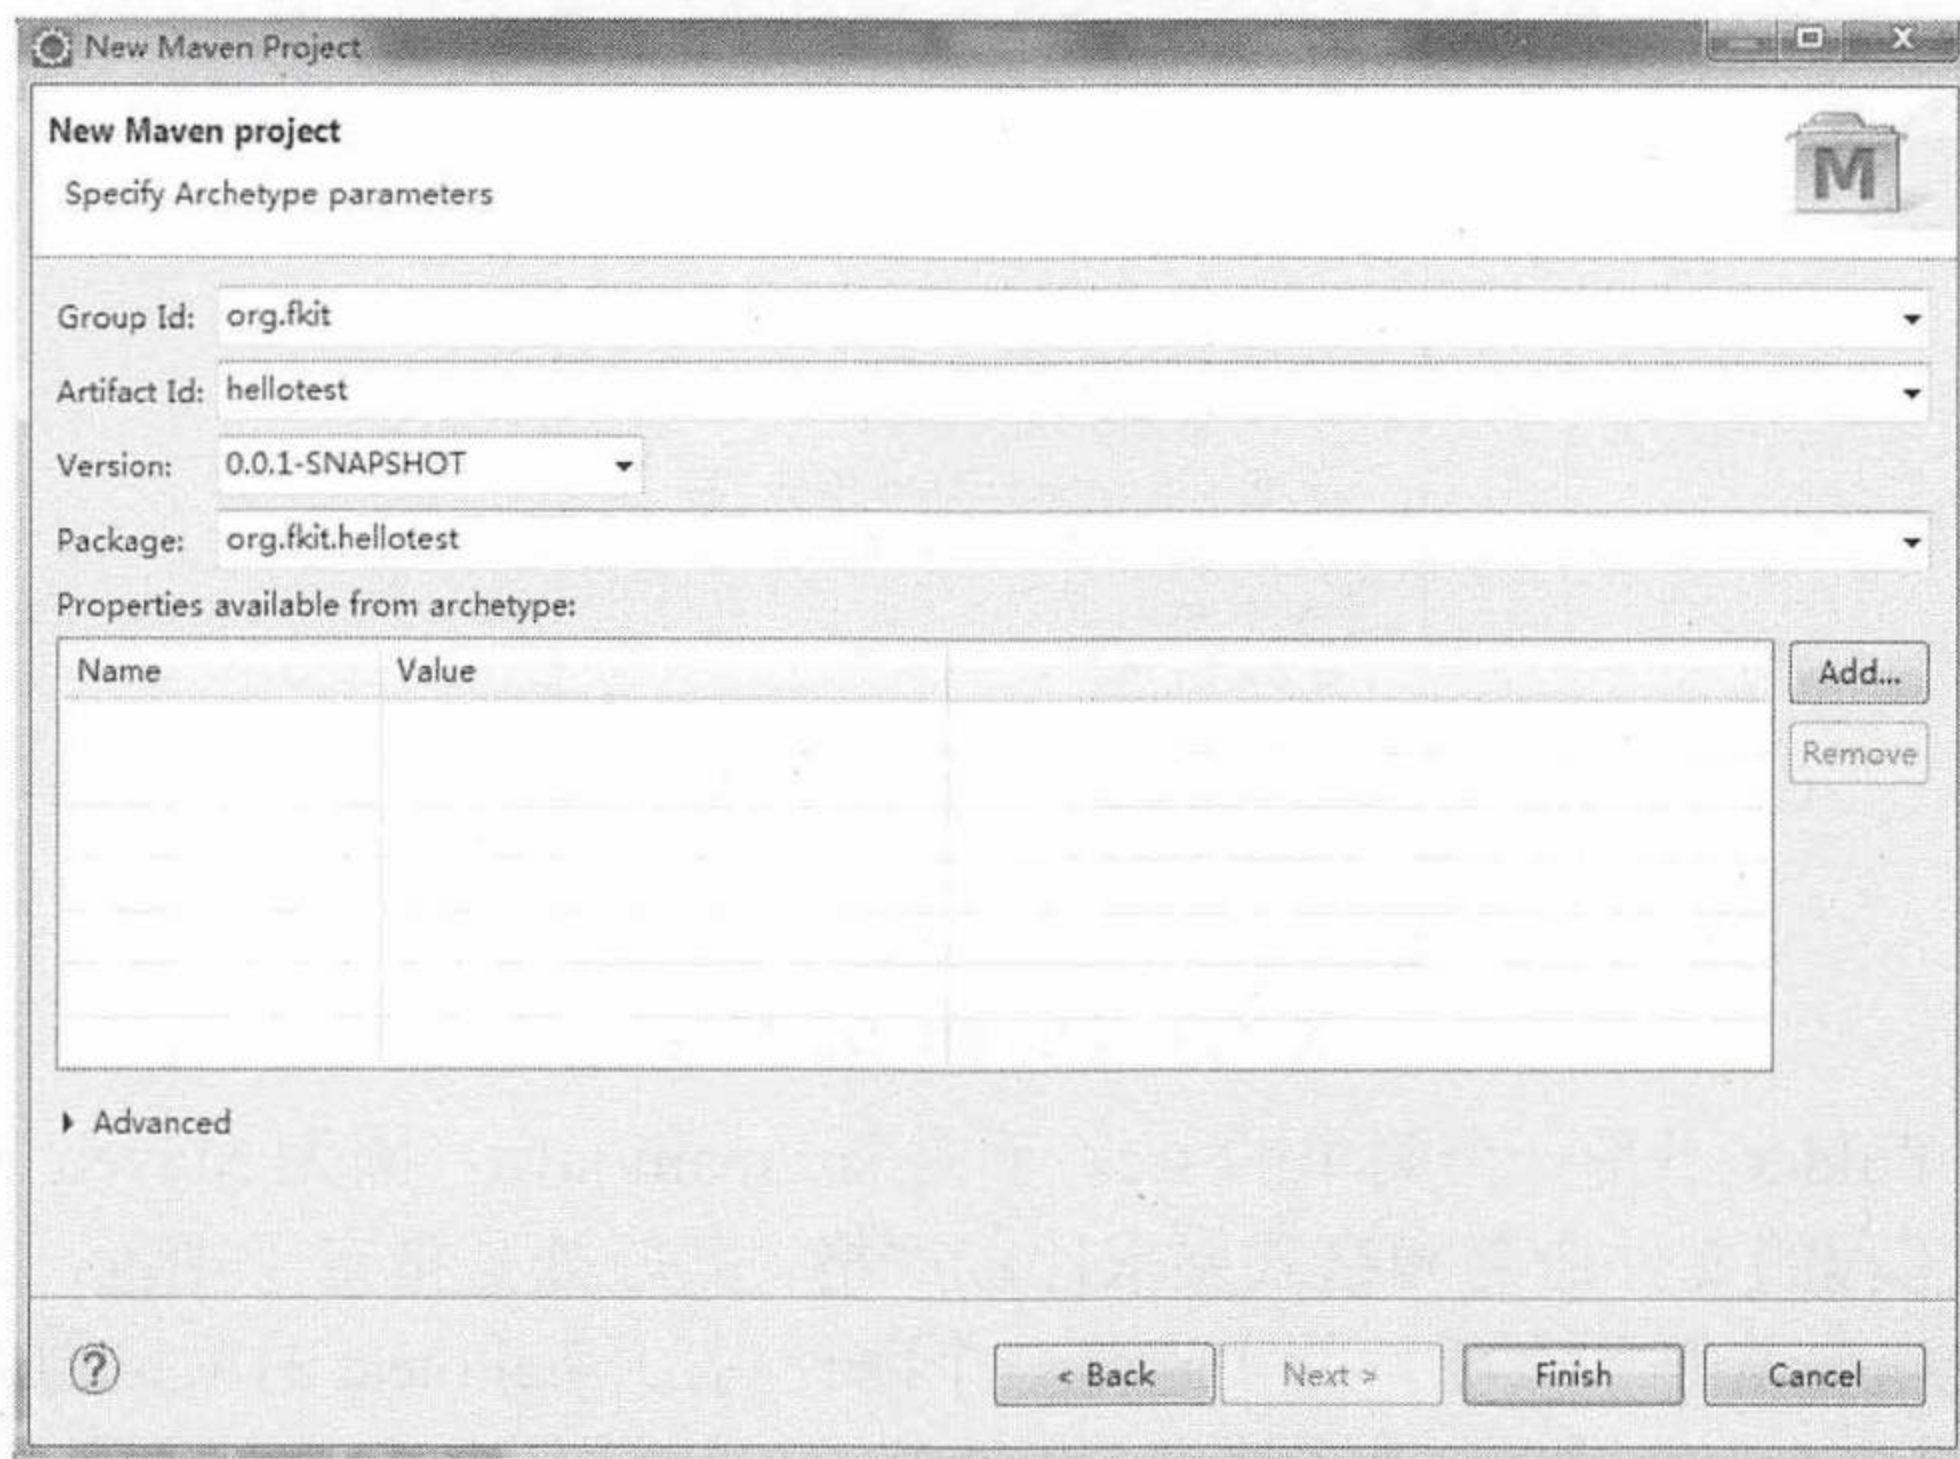 New Maven Project
X
New Maven project
Specify Archetype parameters
M
Group Id: org.fkit
Artifact Id: hellotest
Version: 0.0.1-SNAPSHOT
Package: org.fkit.hellotest
Properties available from archetype:
Name Value
Add...
Remove
Advanced
? < Back Next > Finish Cancel